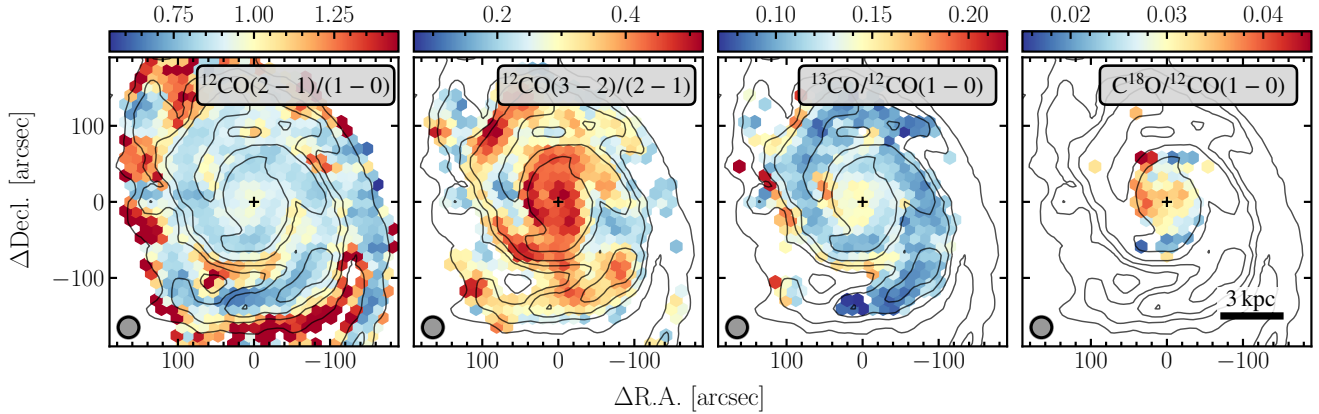 0.75 1.00 1.25 0.2 0.4 0.10 0.15 0.20 0.02 0.03 0.04
¹²CO(2−1)/(1−0) ¹²CO(3−2)/(2−1) ¹³CO/¹²CO(1−0) C¹⁸O/¹²CO(1−0)
100
0
−100
ΔDecl. [arcsec]
3 kpc
100 0 −100 100 0 −100 100 0 −100 100 0 −100
ΔR.A. [arcsec]